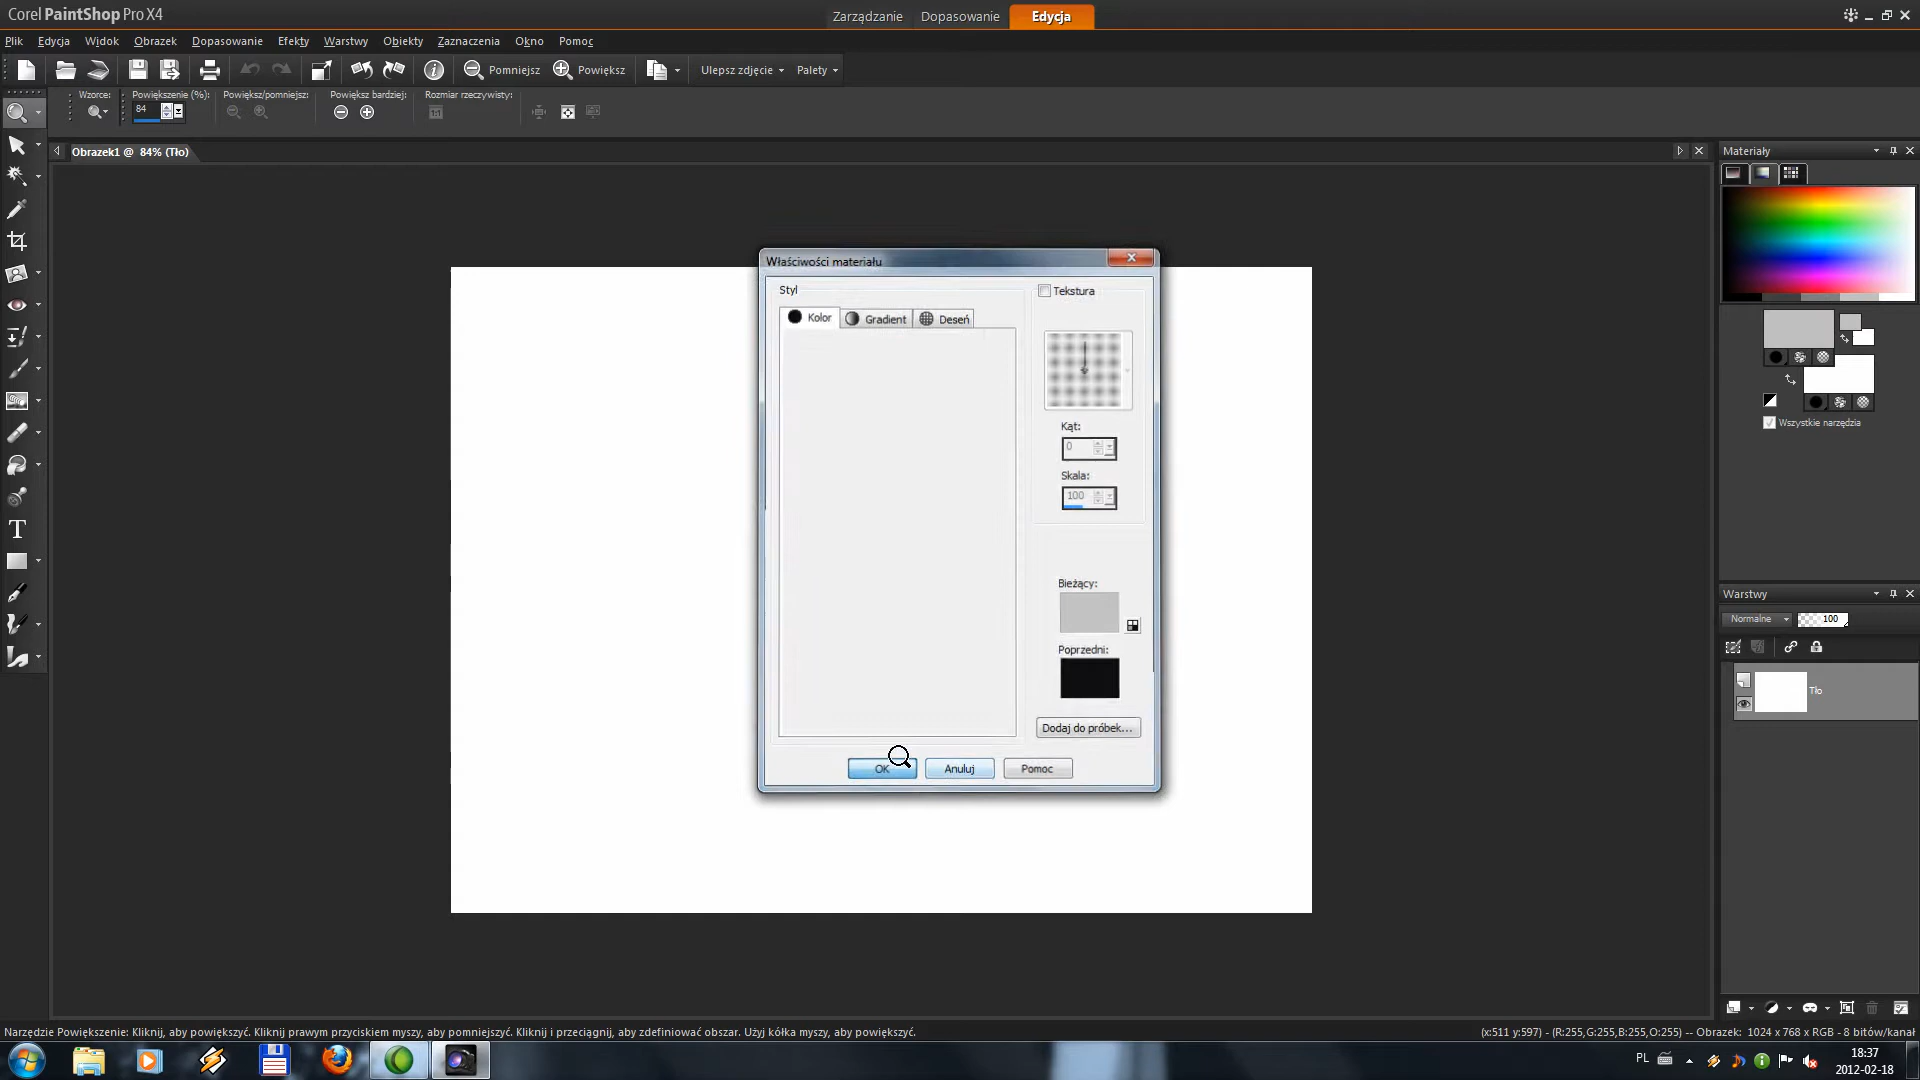 Corel PaintShop Pro X4
Zarządzanie Dopasowanie Edycja
Plik Edycja Widok Obrazek Dopasowanie Efekty Warstwy Obiekty Zaznaczenia Okno Pomoc
Pomniejsz Powiększ Ulepsz zdjęcie Palety
Wzorce: Powiększenie (%): Powiększ/pomniejsz: Powiększ bardziej: Rozmiar rzeczywisty:
84
Obrazek1 @ 84% (Tło)
Materiały
Właściwości materiału
Styl
Tekstura
Kolor Gradient Deseń
Kąt:
0
Skala:
100
Bieżący:
Poprzedni:
Dodaj do próbek...
OK Anuluj Pomoc
Wszystkie narzędzia
Warstwy
Normalne 100
Tło
Narzędzie Powiększenie: Kliknij, aby powiększyć. Kliknij prawym przyciskiem myszy, aby pomniejszyć. Kliknij i przeciągnij, aby zdefiniować obszar. Użyj kółka myszy, aby powiększyć.
(x:511 y:597) - (R:255,G:255,B:255,O:255) -- Obrazek: 1024 x 768 x RGB - 8 bitów/kanał
PL
18:37
2012-02-18